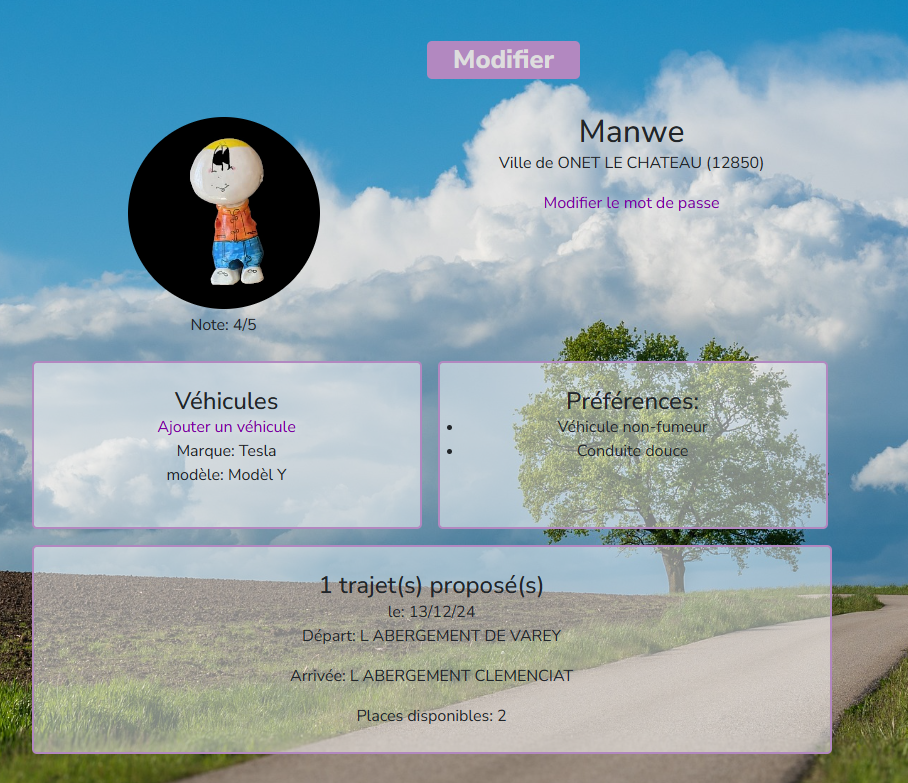 Modifier
Manwe
Ville de ONET LE CHATEAU (12850)
Modifier le mot de passe
Note: 4/5
Véhicules
Ajouter un véhicule
Marque: Tesla
modèle: Modèl Y
Préférences:
Véhicule non-fumeur
Conduite douce
1 trajet(s) proposé(s)
le: 13/12/24
Départ: L ABERGEMENT DE VAREY
Arrivée: L ABERGEMENT CLEMENCIAT
Places disponibles: 2